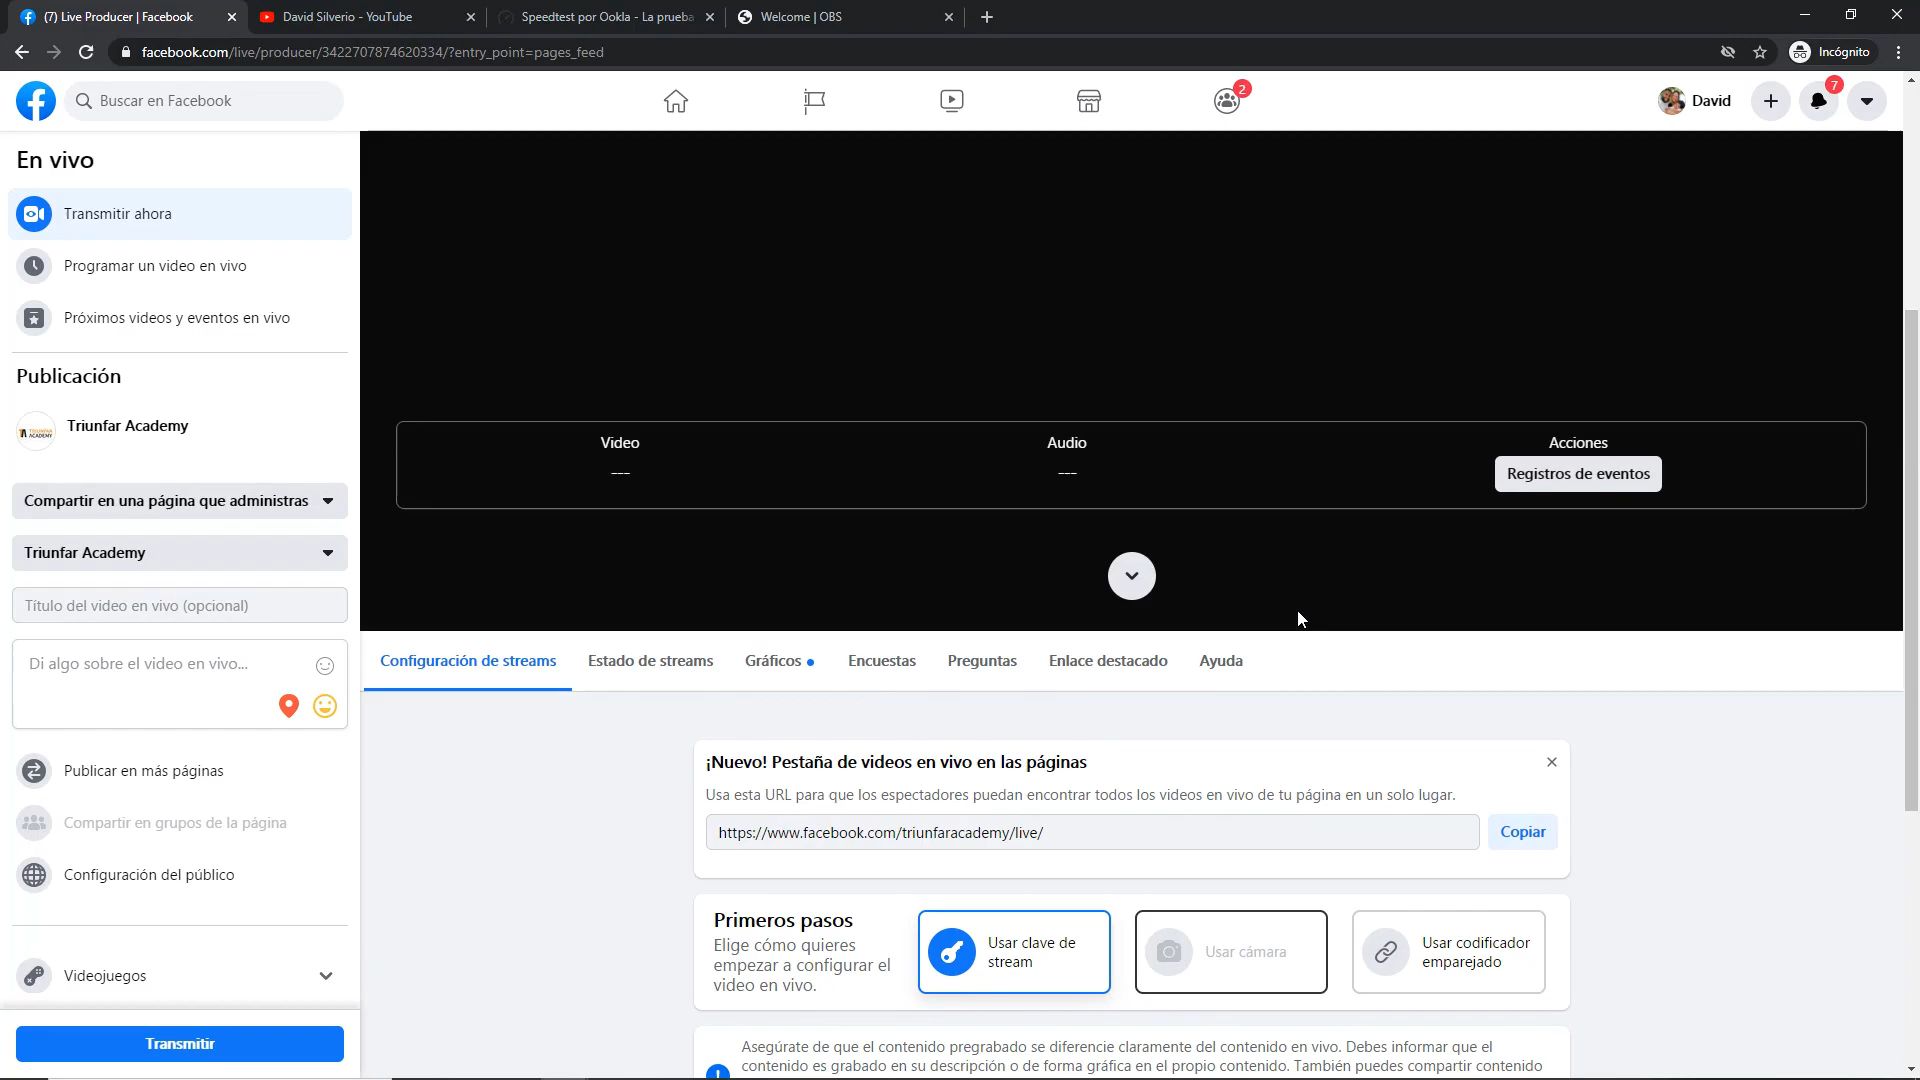 (7) Live Producer | Facebook
David Silverio - YouTube
Speedtest por Ookla - La prueba
Welcome | OBS
facebook.com/live/producer/3422707874620334/?entry_point=pages_feed
Incógnito
Buscar en Facebook
2
David
7
En vivo
Transmitir ahora
Programar un video en vivo
Próximos videos y eventos en vivo
Publicación
TRIUNFAR
ACADEMY
Triunfar Academy
Compartir en una página que administras
Triunfar Academy
Título del video en vivo (opcional)
Di algo sobre el video en vivo...
Publicar en más páginas
Compartir en grupos de la página
Configuración del público
Videojuegos
Transmitir
Video
---
Audio
---
Acciones
Registros de eventos
Configuración de streams
Estado de streams
Gráficos
Encuestas
Preguntas
Enlace destacado
Ayuda
¡Nuevo! Pestaña de videos en vivo en las páginas
Usa esta URL para que los espectadores puedan encontrar todos los videos en vivo de tu página en un solo lugar.
https://www.facebook.com/triunfaracademy/live/
Copiar
Primeros pasos
Elige cómo quieres
empezar a configurar el
video en vivo.
Usar clave de
stream
Usar cámara
Usar codificador
emparejado
Asegúrate de que el contenido pregrabado se diferencie claramente del contenido en vivo. Debes informar que el
contenido es grabado en su descripción o de forma gráfica en el propio contenido. También puedes compartir contenido